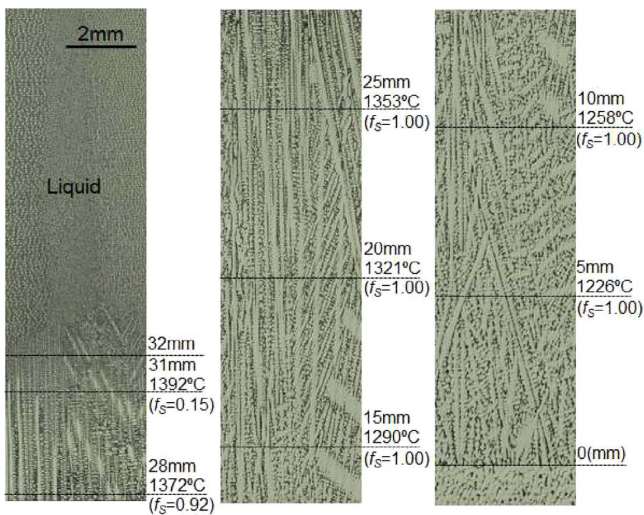 2mm
Liquid
32mm
31mm
1392ºC
(fS=0.15)
28mm
1372ºC
(fS=0.92)
25mm
1353ºC
(fS=1.00)
20mm
1321ºC
(fS=1.00)
15mm
1290ºC
(fS=1.00)
10mm
1258ºC
(fS=1.00)
5mm
1226ºC
(fS=1.00)
0(mm)